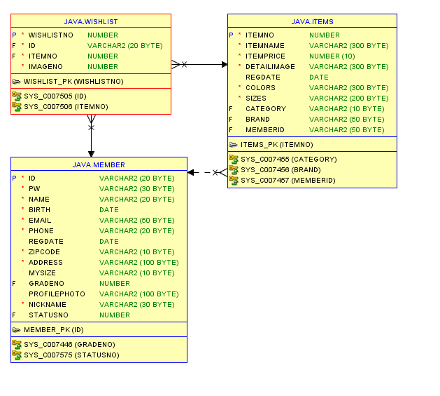 JAVA.WISHLIST
P * WISHLISTNO NUMBER
F * ID VARCHAR2 (20 BYTE)
F * ITEMNO NUMBER
* IMAGENO NUMBER
WISHLIST_PK (WISHLISTNO)
SYS_C007505 (ID)
SYS_C007506 (ITEMNO)
JAVA.ITEMS
P * ITEMNO NUMBER
* ITEMNAME VARCHAR2 (300 BYTE)
* ITEMPRICE NUMBER (10)
* DETAILIMAGE VARCHAR2 (300 BYTE)
REGDATE DATE
* COLORS VARCHAR2 (300 BYTE)
* SIZES VARCHAR2 (200 BYTE)
F CATEGORY VARCHAR2 (10 BYTE)
F BRAND VARCHAR2 (50 BYTE)
F MEMBERID VARCHAR2 (50 BYTE)
ITEMS_PK (ITEMNO)
SYS_C007455 (CATEGORY)
SYS_C007456 (BRAND)
SYS_C007457 (MEMBERID)
JAVA.MEMBER
P * ID VARCHAR2 (20 BYTE)
* PW VARCHAR2 (30 BYTE)
* NAME VARCHAR2 (20 BYTE)
* BIRTH DATE
* EMAIL VARCHAR2 (50 BYTE)
* PHONE VARCHAR2 (20 BYTE)
REGDATE DATE
* ZIPCODE VARCHAR2 (10 BYTE)
* ADDRESS VARCHAR2 (100 BYTE)
MYSIZE VARCHAR2 (10 BYTE)
F GRADENO NUMBER
PROFILEPHOTO VARCHAR2 (100 BYTE)
* NICKNAME VARCHAR2 (30 BYTE)
F STATUSNO NUMBER
MEMBER_PK (ID)
SYS_C007446 (GRADENO)
SYS_C007575 (STATUSNO)